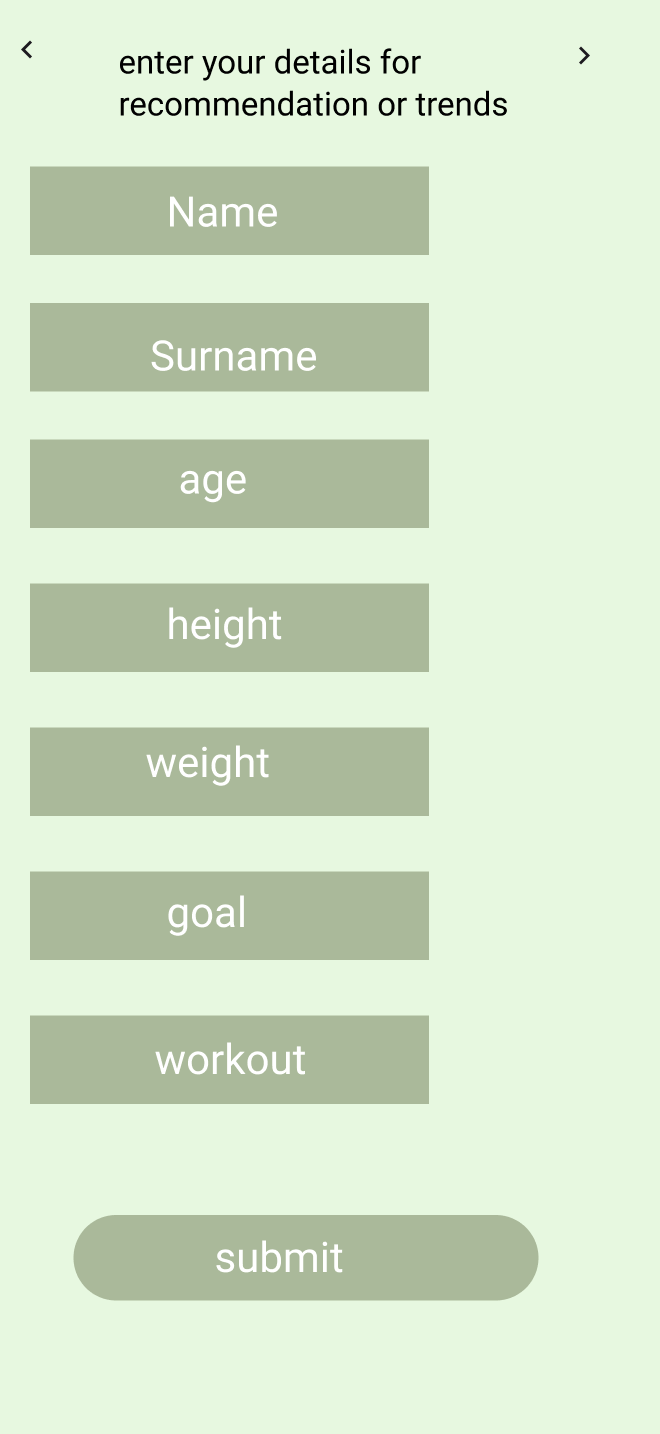 enter your details for
recommendation or trends
Name
Surname
age
height
weight
goal
workout
submit